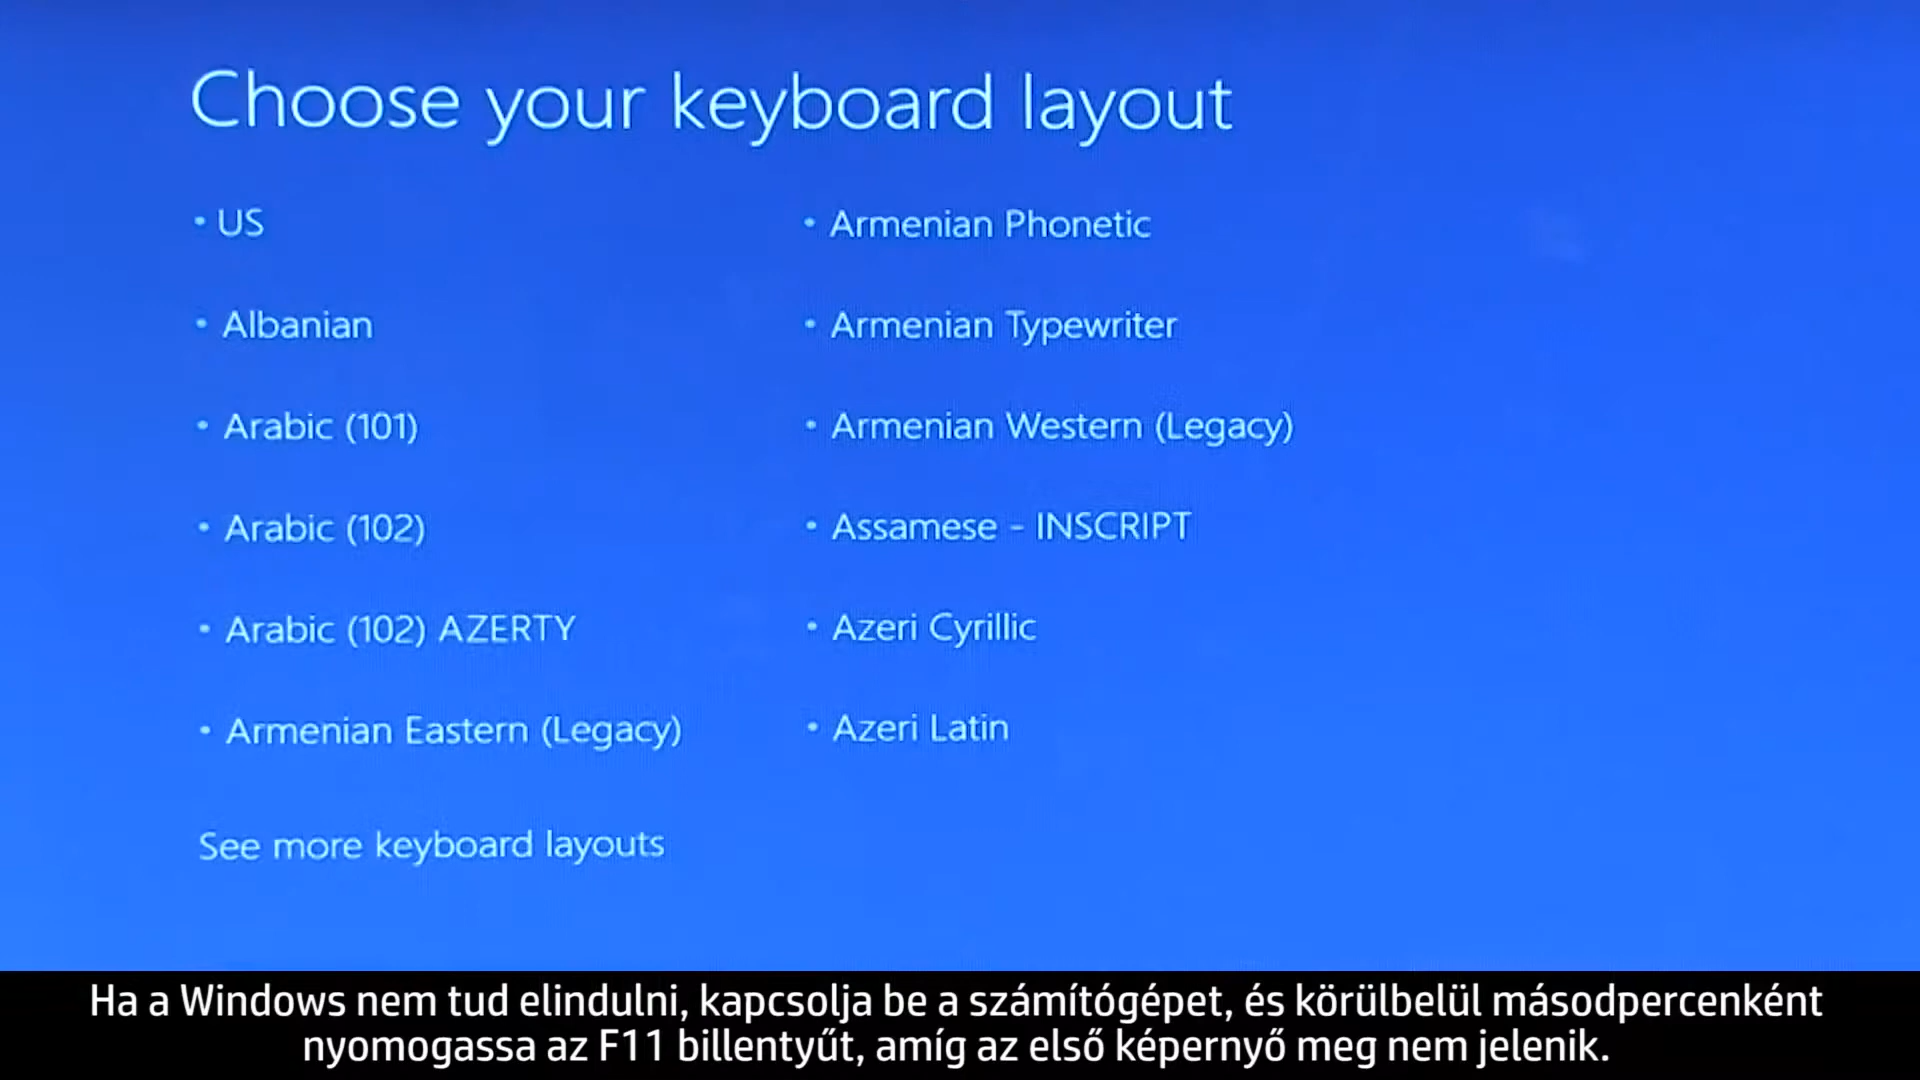 Choose your keyboard layout
• US
• Albanian
• Arabic (101)
• Arabic (102)
• Arabic (102) AZERTY
• Armenian Eastern (Legacy)
• Armenian Phonetic
• Armenian Typewriter
• Armenian Western (Legacy)
• Assamese - INSCRIPT
• Azeri Cyrillic
• Azeri Latin
See more keyboard layouts
Ha a Windows nem tud elindulni, kapcsolja be a számítógépet, és körülbelül másodpercenként
nyomogassa az F11 billentyűt, amíg az első képernyő meg nem jelenik.